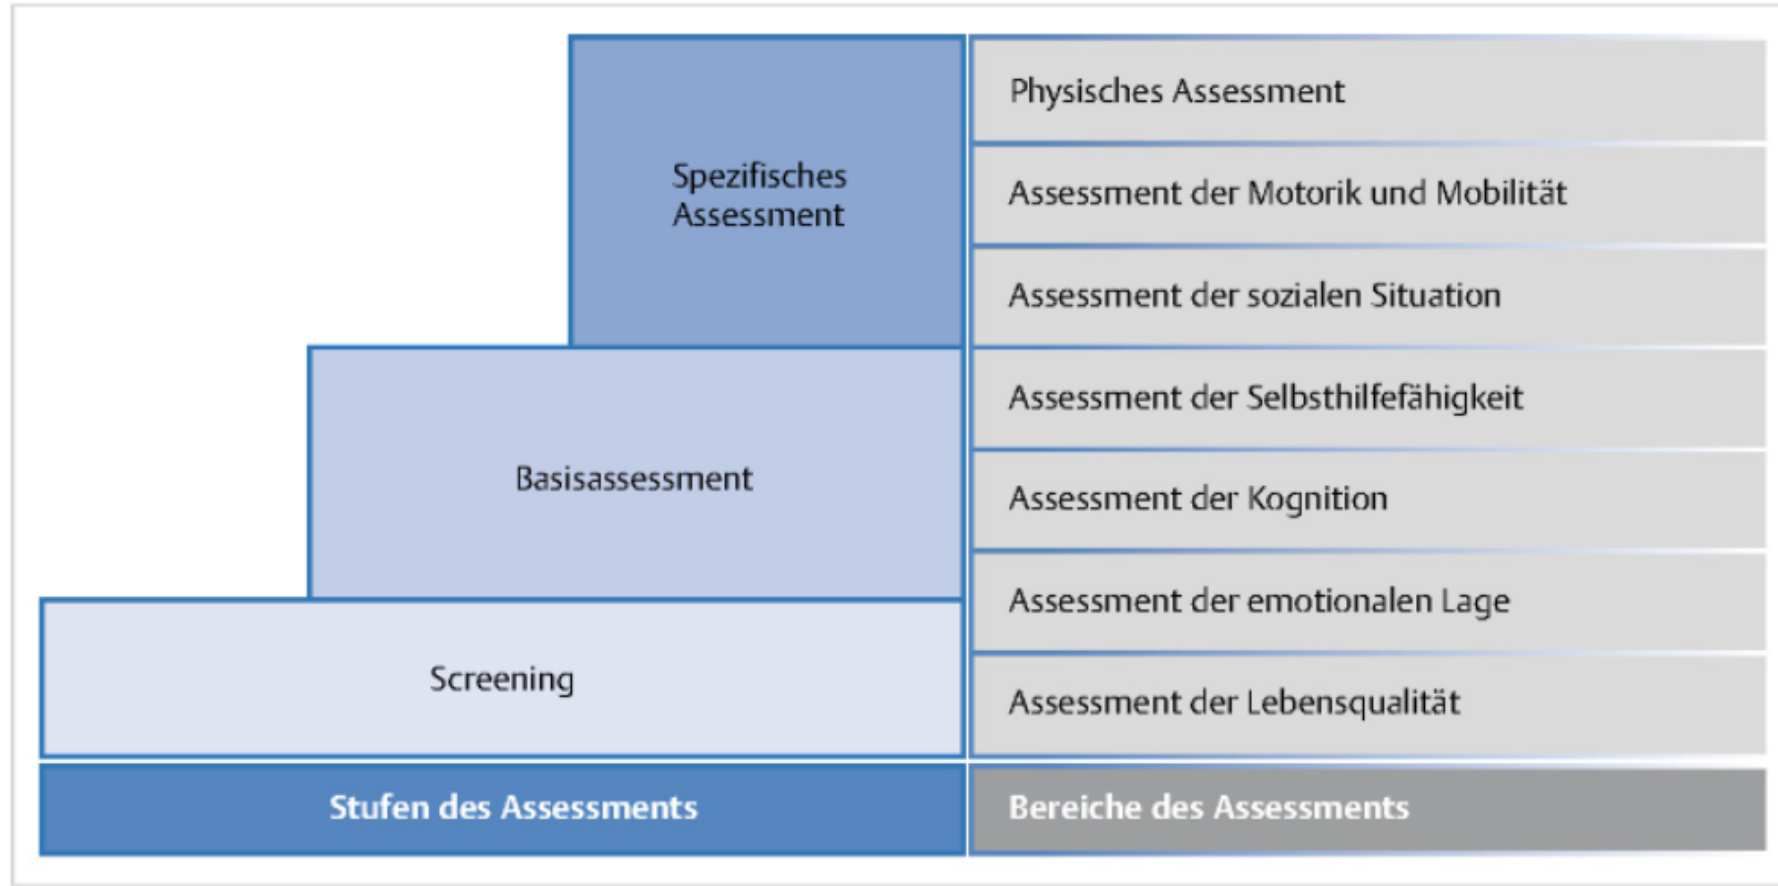 Spezifisches
Assessment
Basisassessment
Screening
Stufen des Assessments
Physisches Assessment
Assessment der Motorik und Mobilität
Assessment der sozialen Situation
Assessment der Selbsthilfefähigkeit
Assessment der Kognition
Assessment der emotionalen Lage
Assessment der Lebensqualität
Bereiche des Assessments